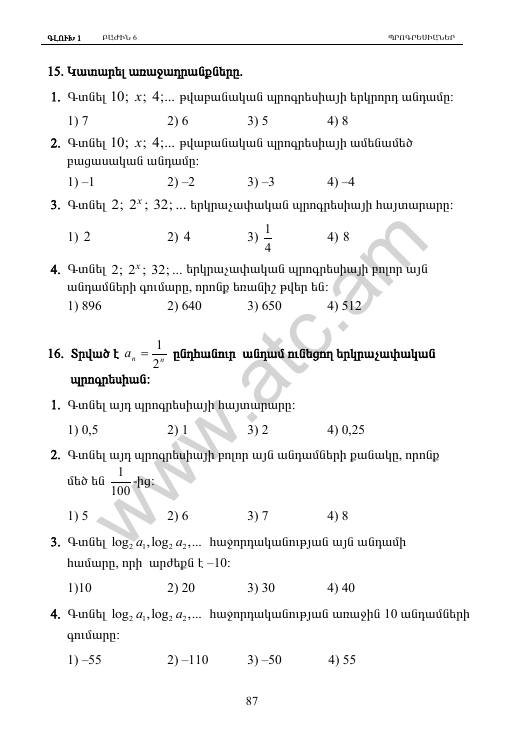 ԳԼՈՒԽ 1 ԲԱԺԻՆ 6 ՊՐՈԳՐԵՍԻԱՆԵՐ
15. Կատարել առաջադրանքները.
1. Գտնել 10; x; 4;... թվաբանական պրոգրեսիայի երկրորդ անդամը:
1) 7 2) 6 3) 5 4) 8
2. Գտնել 10; x; 4;... թվաբանական պրոգրեսիայի ամենամեծ
բացասական անդամը:
1) –1 2) –2 3) –3 4) –4
3. Գտնել 2; 2^x; 32; ... երկրաչափական պրոգրեսիայի հայտարարը:
1) 2 2) 4 3) 1/4 4) 8
4. Գտնել 2; 2^x; 32; ... երկրաչափական պրոգրեսիայի բոլոր այն
անդամների գումարը, որոնք եռանիշ թվեր են:
1) 896 2) 640 3) 650 4) 512
16. Տրված է a_n = 1/2^n ընդհանուր անդամ ունեցող երկրաչափական
պրոգրեսիան:
1. Գտնել այդ պրոգրեսիայի հայտարարը:
1) 0,5 2) 1 3) 2 4) 0,25
2. Գտնել այդ պրոգրեսիայի բոլոր այն անդամների քանակը, որոնք
մեծ են 1/100-ից:
1) 5 2) 6 3) 7 4) 8
3. Գտնել log₂ a₁, log₂ a₂,... հաջորդականության այն անդամի
համարը, որի արժեքն է –10:
1)10 2) 20 3) 30 4) 40
4. Գտնել log₂ a₁, log₂ a₂,... հաջորդականության առաջին 10 անդամների
գումարը:
1) –55 2) –110 3) –50 4) 55
87
www.atc.am